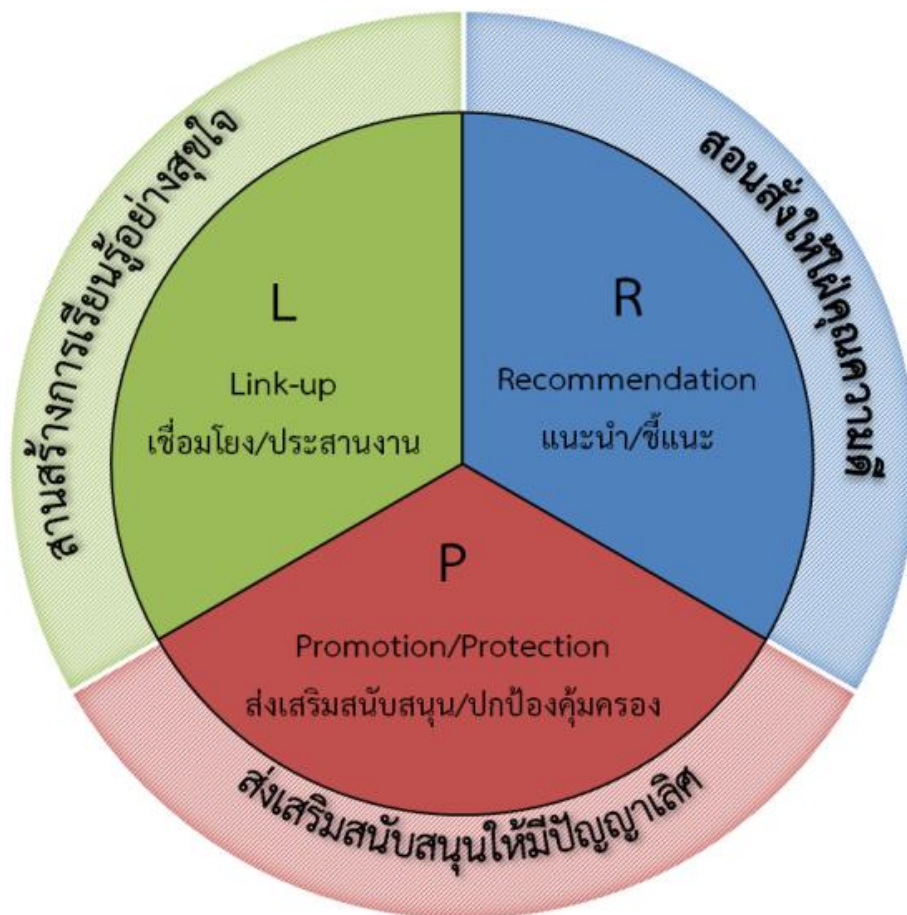 สานสร้างการเรียนรู้อย่างสุขใจ
สอนสั่งให้ใฝ่คุณความดี
L
Link-up
เชื่อมโยง/ประสานงาน
R
Recommendation
แนะนำ/ชี้แนะ
P
Promotion/Protection
ส่งเสริมสนับสนุน/ปกป้องคุ้มครอง
ส่งเสริมสนับสนุนให้มีปัญญาเลิศ